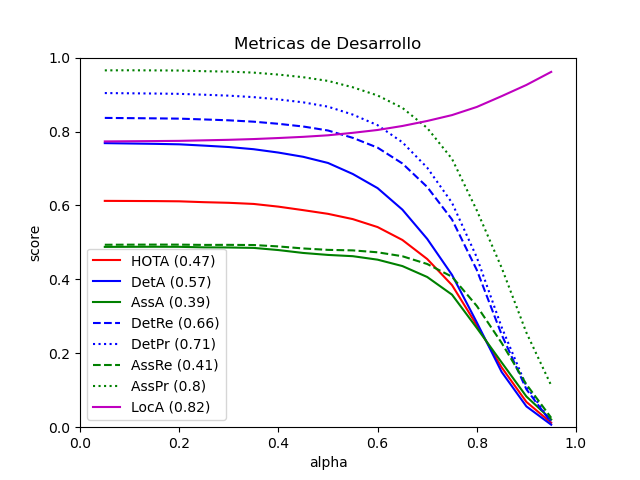 Metricas de Desarrollo
score
1.0
0.8
0.6
0.4
0.2
0.0
HOTA (0.47)
DetA (0.57)
AssA (0.39)
DetRe (0.66)
DetPr (0.71)
AssRe (0.41)
AssPr (0.8)
LocA (0.82)
0.0 0.2 0.4 0.6 0.8 1.0
alpha